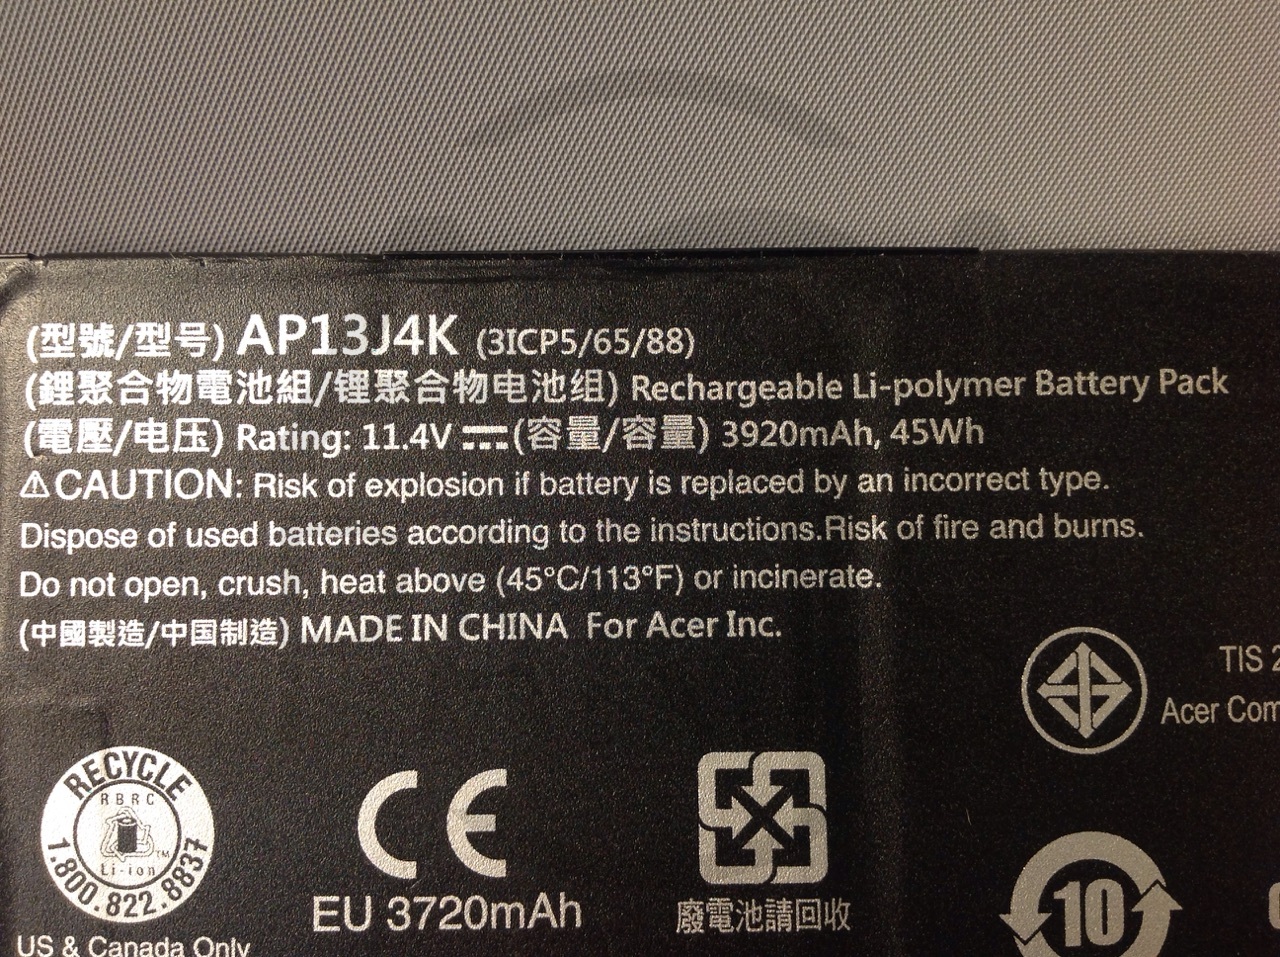 (型號/型号) AP13J4K (3ICP5/65/88)
(鋰聚合物電池組/锂聚合物电池组) Rechargeable Li-polymer Battery Pack
(電壓/电压) Rating: 11.4V ⎓ (容量/容量) 3920mAh, 45Wh
⚠CAUTION: Risk of explosion if battery is replaced by an incorrect type.
Dispose of used batteries according to the instructions.Risk of fire and burns.
Do not open, crush, heat above (45°C/113°F) or incinerate.
(中國製造/中国制造) MADE IN CHINA For Acer Inc.
TIS 2
Acer Com
RECYCLE
RBRC
Li-ion
TM
1.800.822.8837
US & Canada Only
CE
EU 3720mAh
廢電池請回收
10